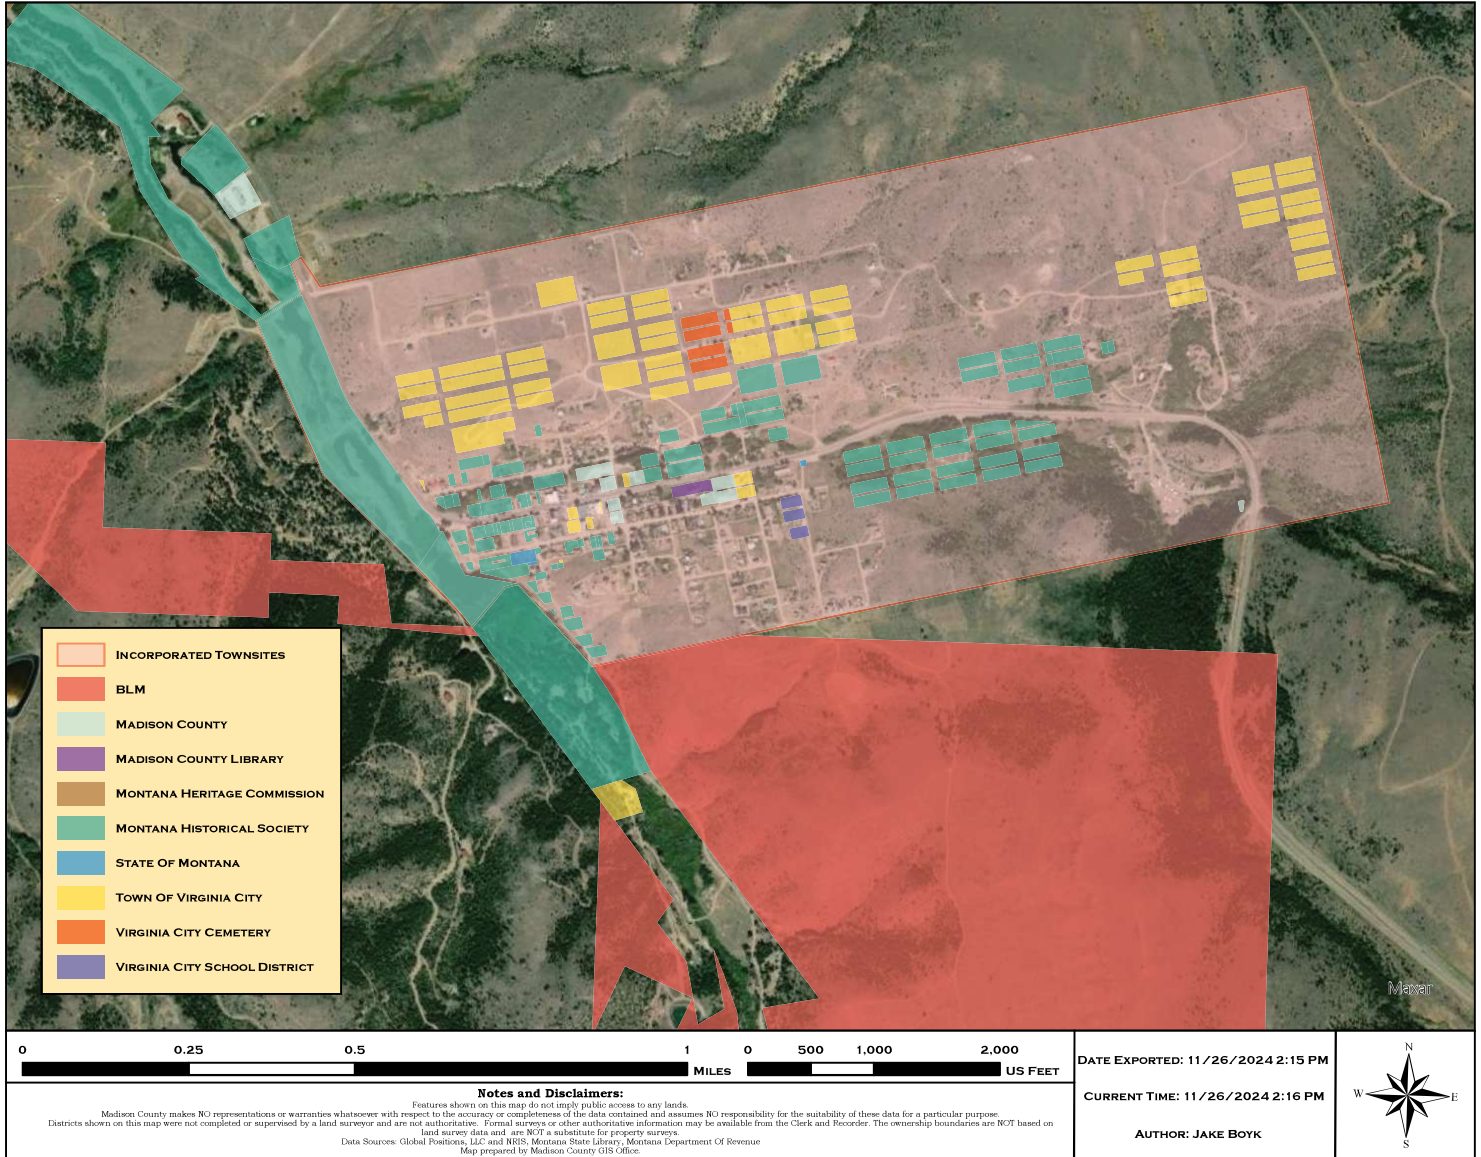 Maxar
INCORPORATED TOWNSITES
BLM
MADISON COUNTY
MADISON COUNTY LIBRARY
MONTANA HERITAGE COMMISSION
MONTANA HISTORICAL SOCIETY
STATE OF MONTANA
TOWN OF VIRGINIA CITY
VIRGINIA CITY CEMETERY
VIRGINIA CITY SCHOOL DISTRICT
0 0.25 0.5 1 MILES
0 500 1,000 2,000 US FEET
Notes and Disclaimers:
Features shown on this map do not imply public access to any lands.
Madison County makes NO representations or warranties whatsoever with respect to the accuracy or completeness of the data contained and assumes NO responsibility for the suitability of these data for a particular purpose.
Districts shown on this map were not completed or supervised by a land surveyor and are not authoritative. Formal surveys or other authoritative information may be available from the Clerk and Recorder. The ownership boundaries are NOT based on
land survey data and are NOT a substitute for property surveys.
Data Sources: Global Positions, LLC and NRIS, Montana State Library, Montana Department Of Revenue
Map prepared by Madison County GIS Office.
DATE EXPORTED: 11/26/2024 2:15 PM
CURRENT TIME: 11/26/2024 2:16 PM
AUTHOR: JAKE BOYK
N
W E
S